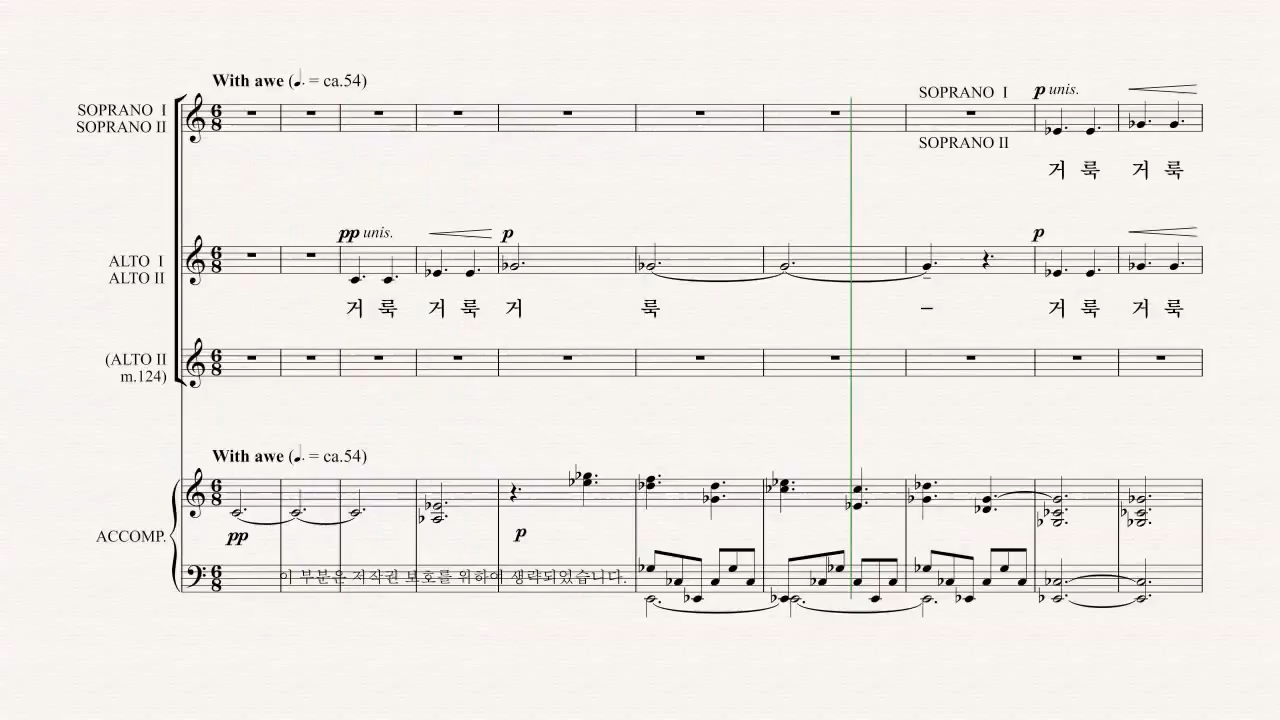 With awe (♩. = ca.54)
SOPRANO I
SOPRANO II
SOPRANO I
p unis.
SOPRANO II
거 룩 거 룩
pp unis.
p
p
ALTO I
ALTO II
거 룩 거 룩 거 룩 – 거 룩 거 룩
(ALTO II
m.124)
With awe (♩. = ca.54)
ACCOMP.
pp
p
이 부분은 저작권 보호를 위하여 생략되었습니다.